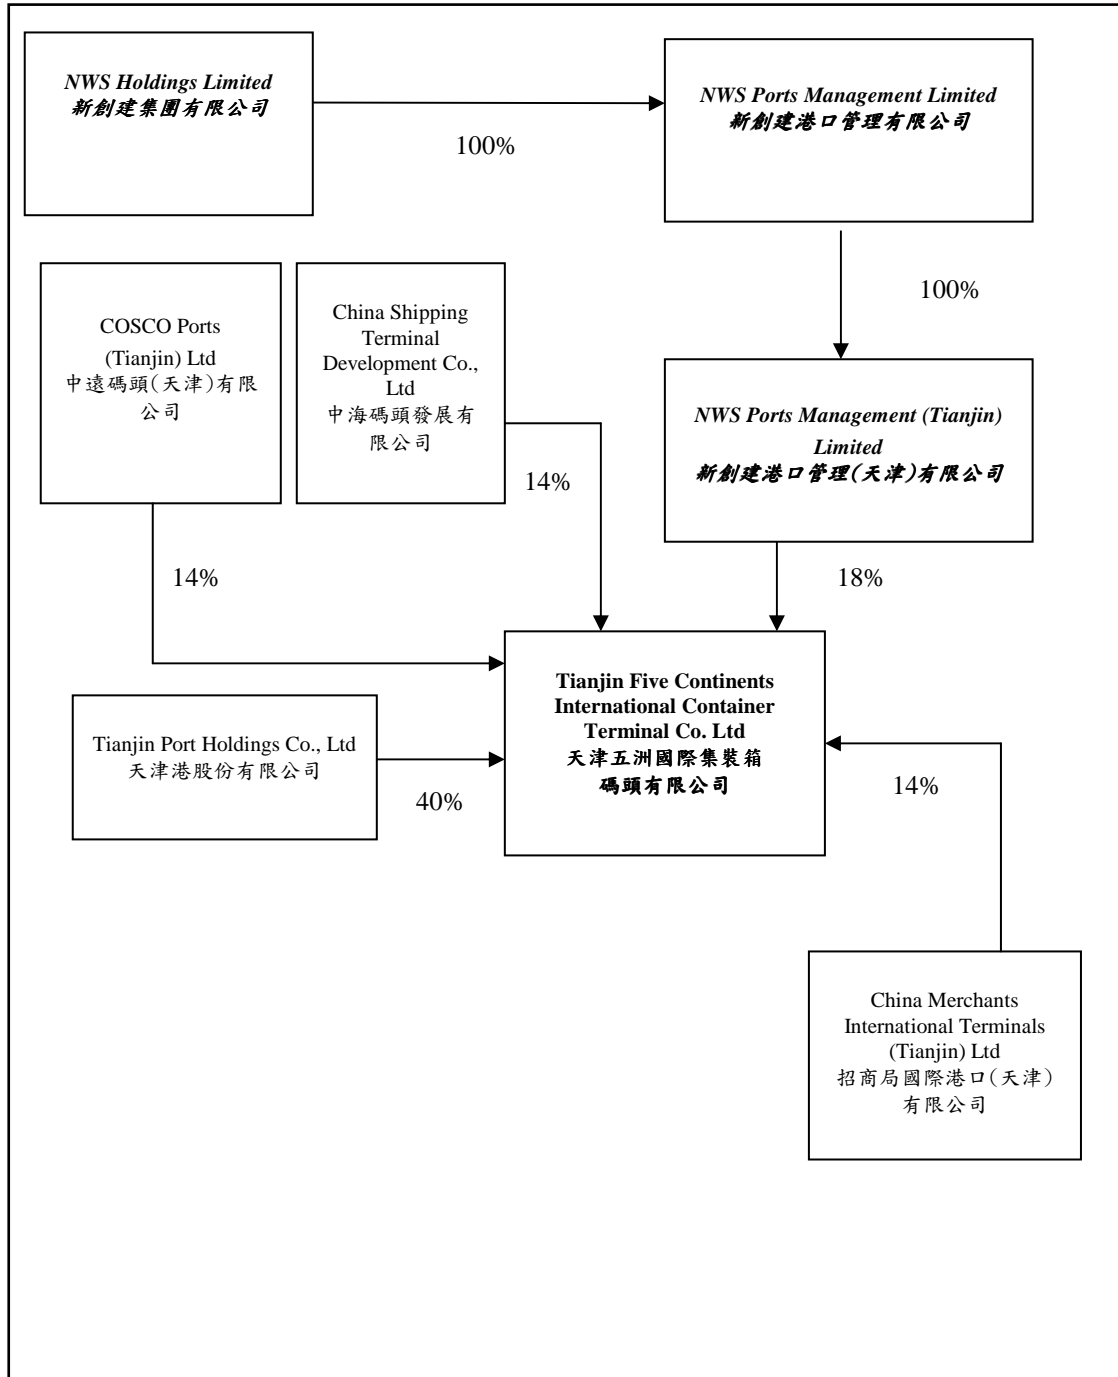 NWS Holdings Limited
新創建集團有限公司
NWS Ports Management Limited
新創建港口管理有限公司
100%
100%
COSCO Ports
(Tianjin) Ltd
中遠碼頭(天津)有限
公司
China Shipping
Terminal
Development Co.,
Ltd
中海碼頭發展有
限公司
NWS Ports Management (Tianjin)
Limited
新創建港口管理(天津)有限公司
14%
14%
18%
Tianjin Five Continents
International Container
Terminal Co. Ltd
天津五洲國際集裝箱
碼頭有限公司
Tianjin Port Holdings Co., Ltd
天津港股份有限公司
40%
14%
China Merchants
International Terminals
(Tianjin) Ltd
招商局國際港口(天津)
有限公司